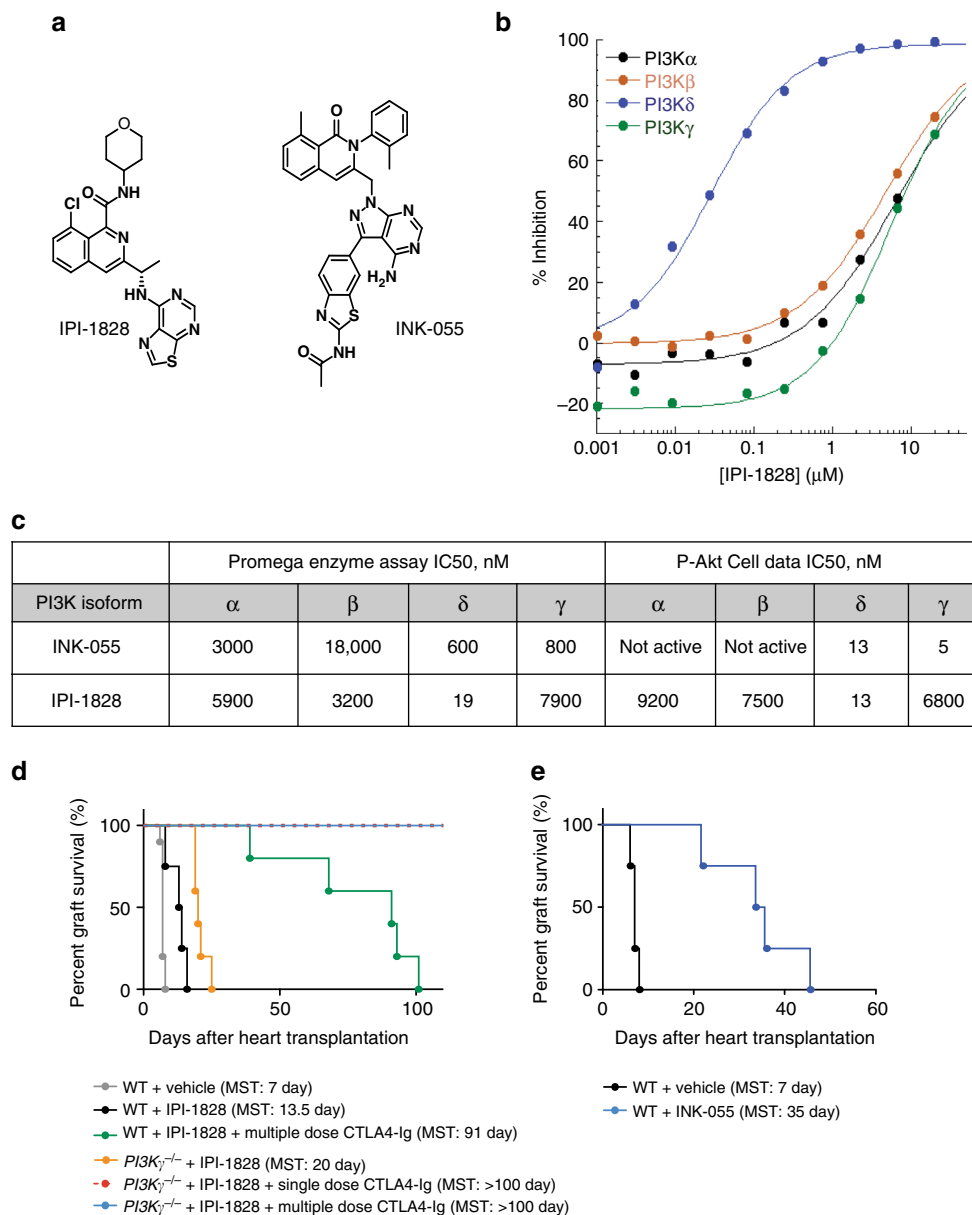 a
O
HN
O
Cl
N
HN
N
N
N
S
IPI-1828
O
N
N
N
N
N
H2N
N
S
NH
O
INK-055
b
PI3Kα
PI3Kβ
PI3Kδ
PI3Kγ
% Inhibition
100
80
60
40
20
0
–20
0.001 0.01 0.1 1 10
[IPI-1828] (μM)
c
Promega enzyme assay IC50, nM P-Akt Cell data IC50, nM
PI3K isoform α β δ γ α β δ γ
INK-055 3000 18,000 600 800 Not active Not active 13 5
IPI-1828 5900 3200 19 7900 9200 7500 13 6800
d
Percent graft survival (%)
100
50
0
0 50 100
Days after heart transplantation
WT + vehicle (MST: 7 day)
WT + IPI-1828 (MST: 13.5 day)
WT + IPI-1828 + multiple dose CTLA4-Ig (MST: 91 day)
PI3Kγ–/– + IPI-1828 (MST: 20 day)
PI3Kγ–/– + IPI-1828 + single dose CTLA4-Ig (MST: >100 day)
PI3Kγ–/– + IPI-1828 + multiple dose CTLA4-Ig (MST: >100 day)
e
Percent graft survival (%)
100
50
0
0 20 40 60
Days after heart transplantation
WT + vehicle (MST: 7 day)
WT + INK-055 (MST: 35 day)